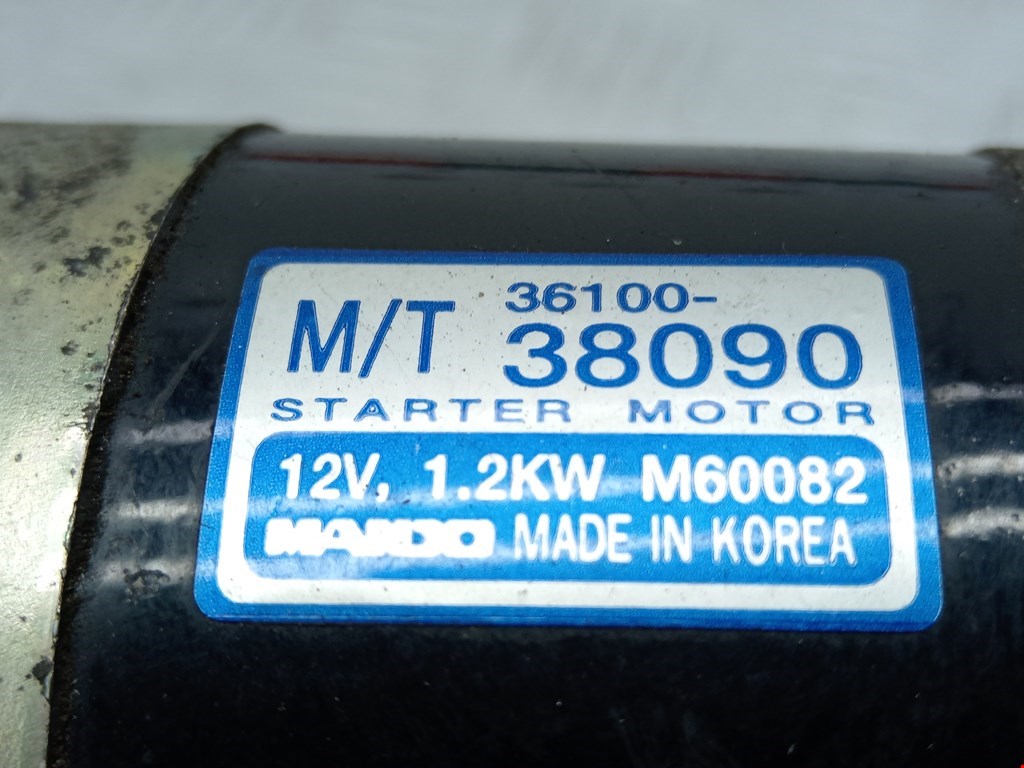 M/T 36100-
38090
STARTER MOTOR
12V, 1.2KW M60082
MANDO MADE IN KOREA